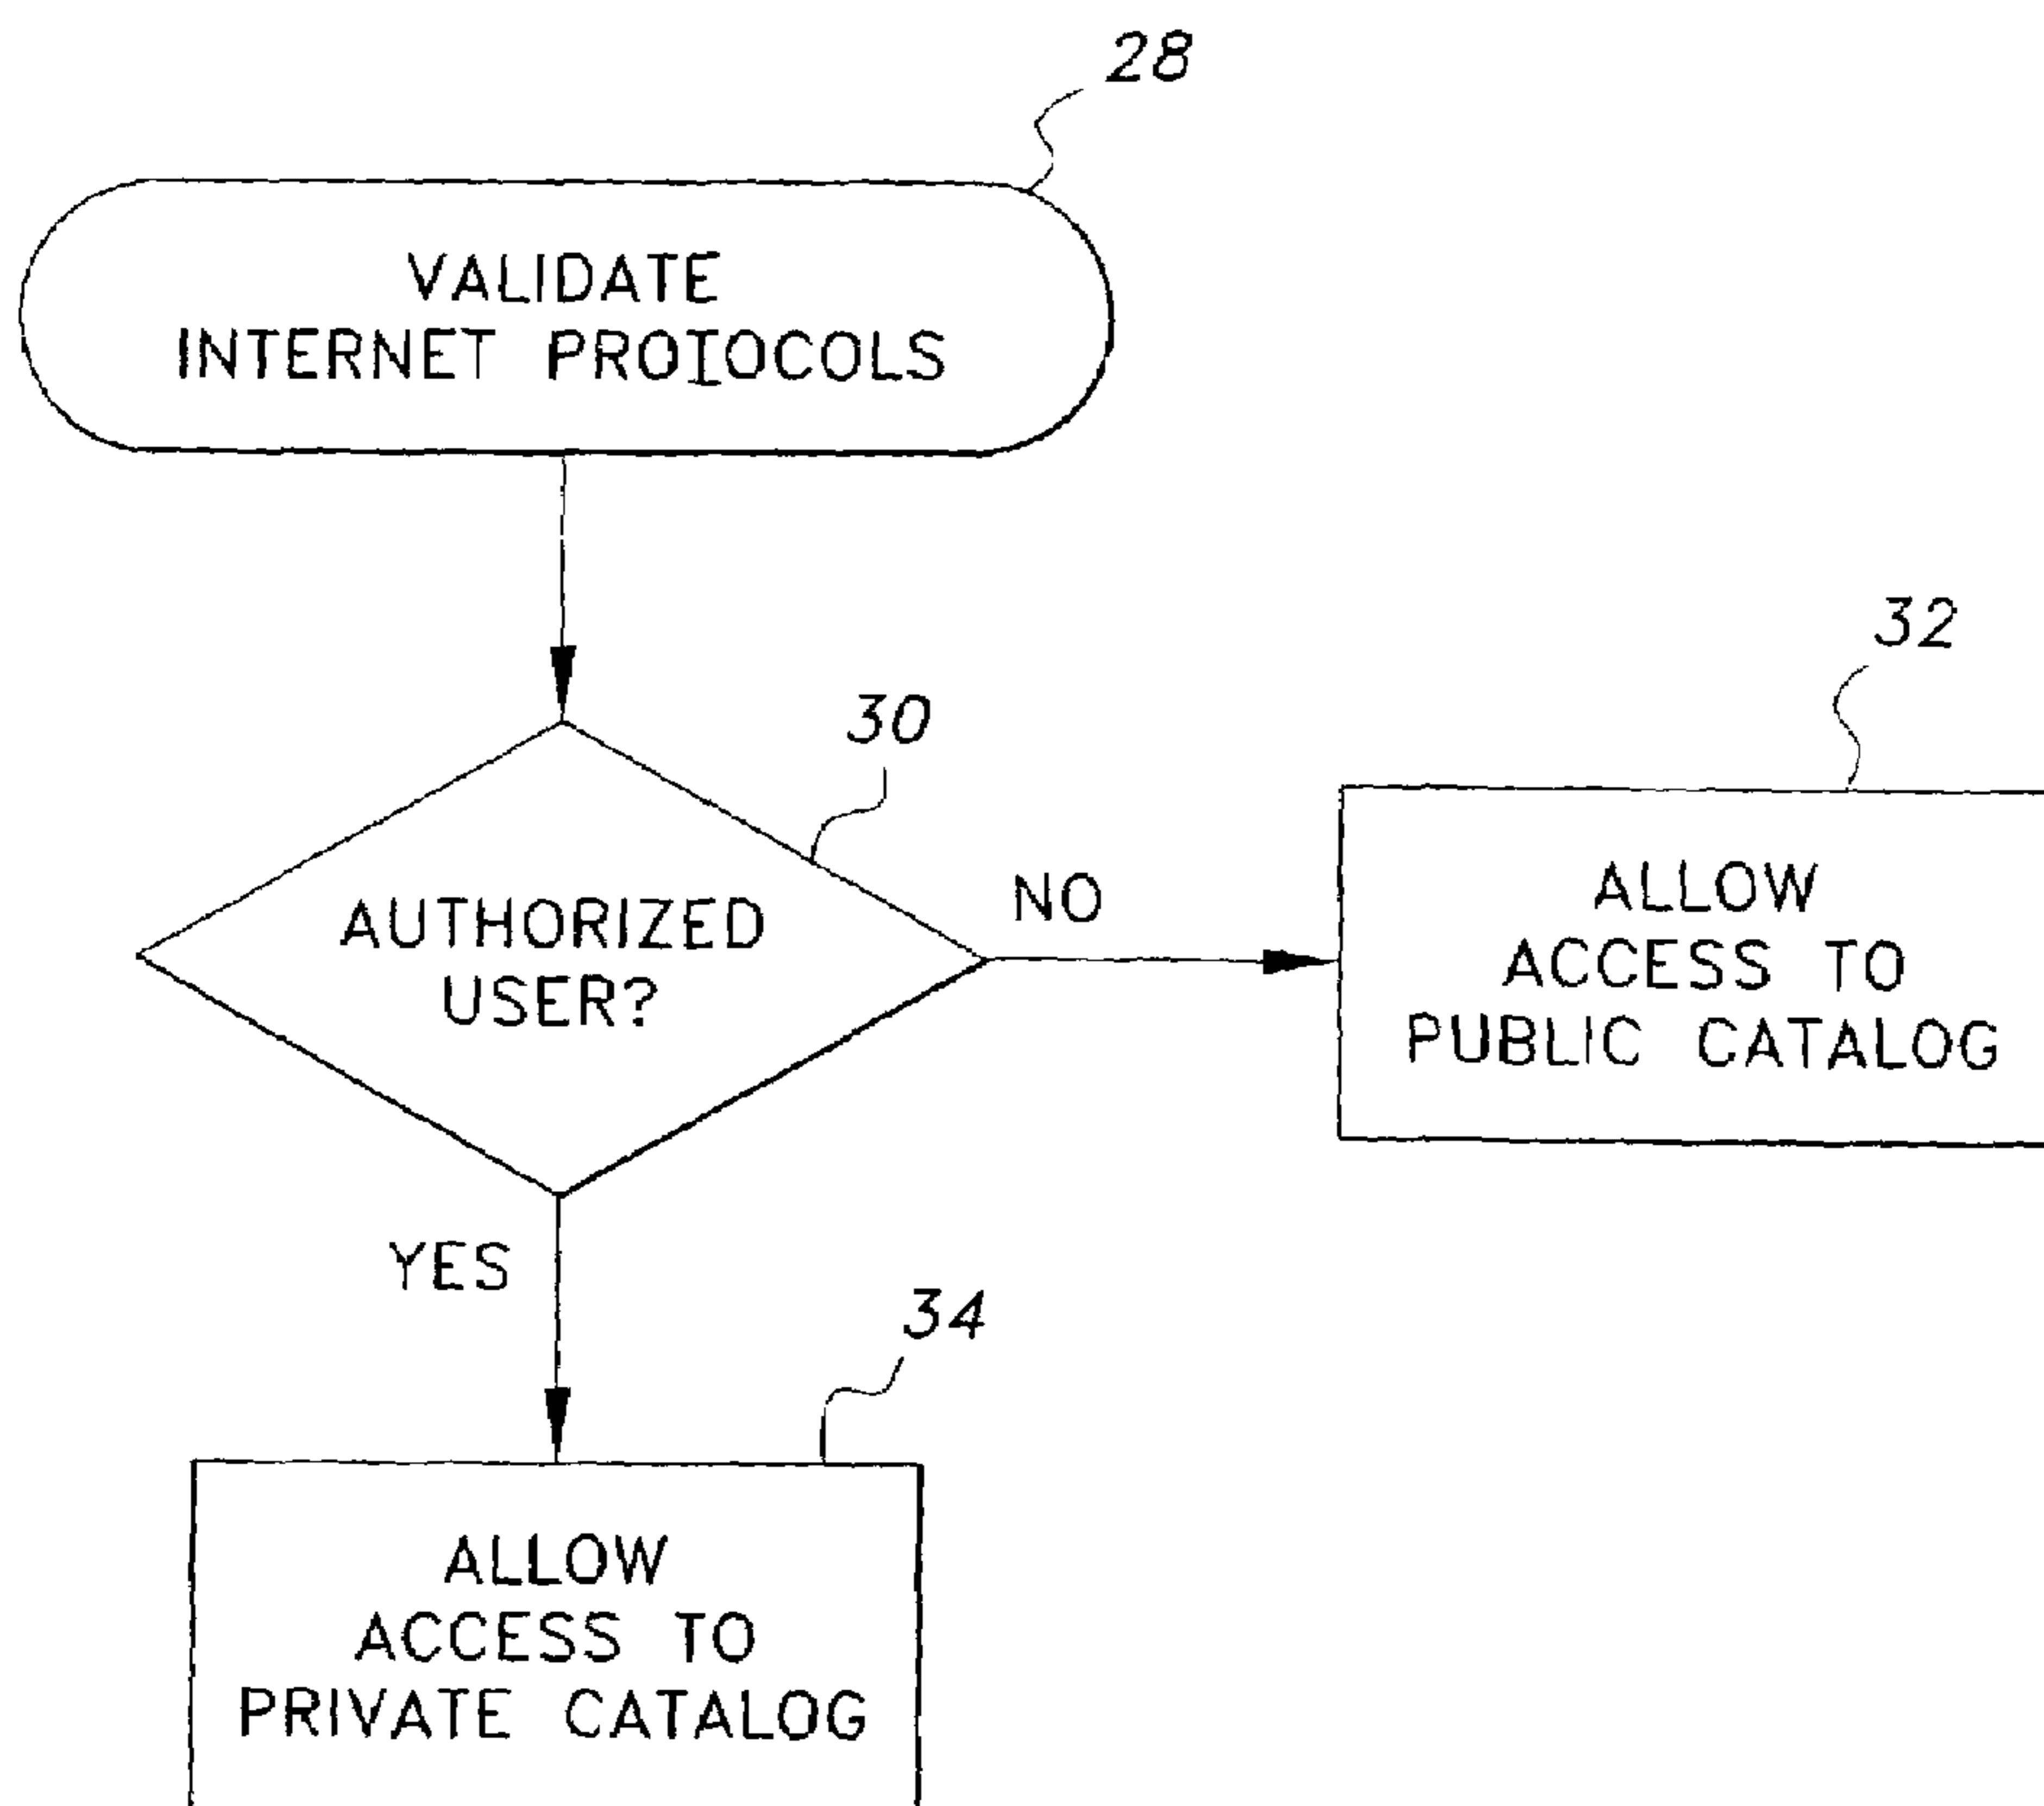 28
VALIDATE
INTERNET PROTOCOLS
30
AUTHORIZED
USER?
NO
32
ALLOW
ACCESS TO
PUBLIC CATALOG
YES
34
ALLOW
ACCESS TO
PRIVATE CATALOG